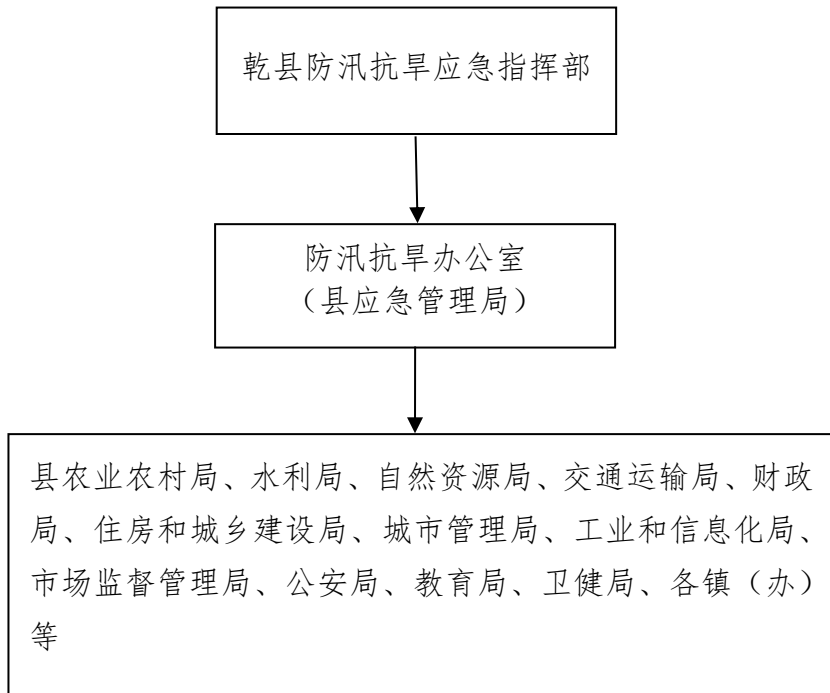 乾县防汛抗旱应急指挥部
防汛抗旱办公室
（县应急管理局）
县农业农村局、水利局、自然资源局、交通运输局、财政
局、住房和城乡建设局、城市管理局、工业和信息化局、
市场监督管理局、公安局、教育局、卫健局、各镇（办）
等